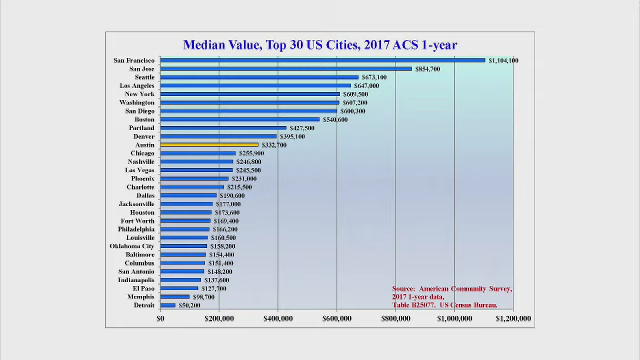 Median Value, Top 30 US Cities, 2017 ACS 1-year
San Francisco $1,104,100
San Jose $854,700
Seattle $673,100
Los Angeles $647,000
New York $609,500
Washington $607,200
San Diego $600,300
Boston $540,600
Portland $427,500
Denver $395,100
Austin $332,700
Chicago $255,900
Nashville $246,800
Las Vegas $245,500
Phoenix $231,000
Charlotte $215,500
Dallas $190,600
Jacksonville $177,000
Houston $173,600
Fort Worth $169,400
Philadelphia $166,200
Louisville $160,500
Oklahoma City $158,200
Baltimore $154,400
Columbus $151,400
San Antonio $148,200
Indianapolis $137,600
El Paso $127,700
Memphis $98,700
Detroit $50,200
Source: American Community Survey,
2017 1-year data,
Table B25077. US Census Bureau.
$0 $200,000 $400,000 $600,000 $800,000 $1,000,000 $1,200,000